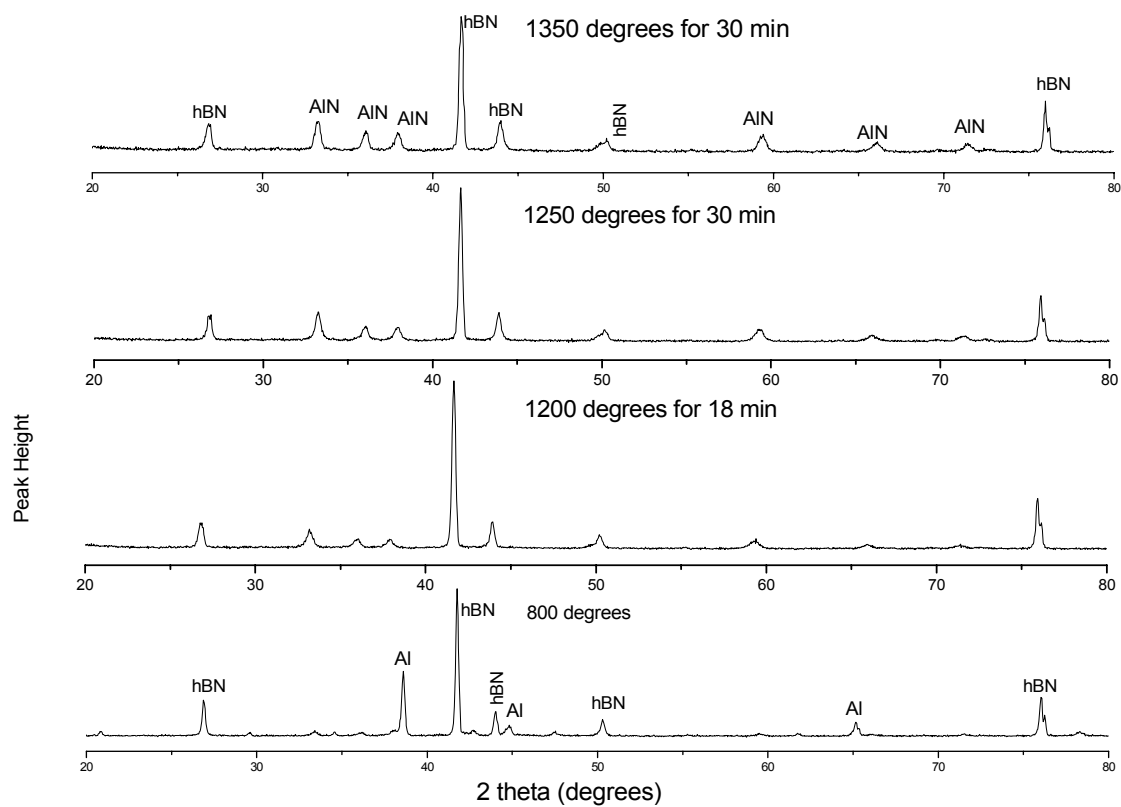 1350 degrees for 30 min
hBN
hBN
AlN
AlN
AlN
hBN
hBN
AlN
AlN
AlN
hBN
20 30 40 50 60 70 80
1250 degrees for 30 min
20 30 40 50 60 70 80
1200 degrees for 18 min
20 30 40 50 60 70 80
800 degrees
hBN
hBN
Al
hBN
Al
hBN
Al
hBN
20 30 40 50 60 70 80
2 theta (degrees)
Peak Height